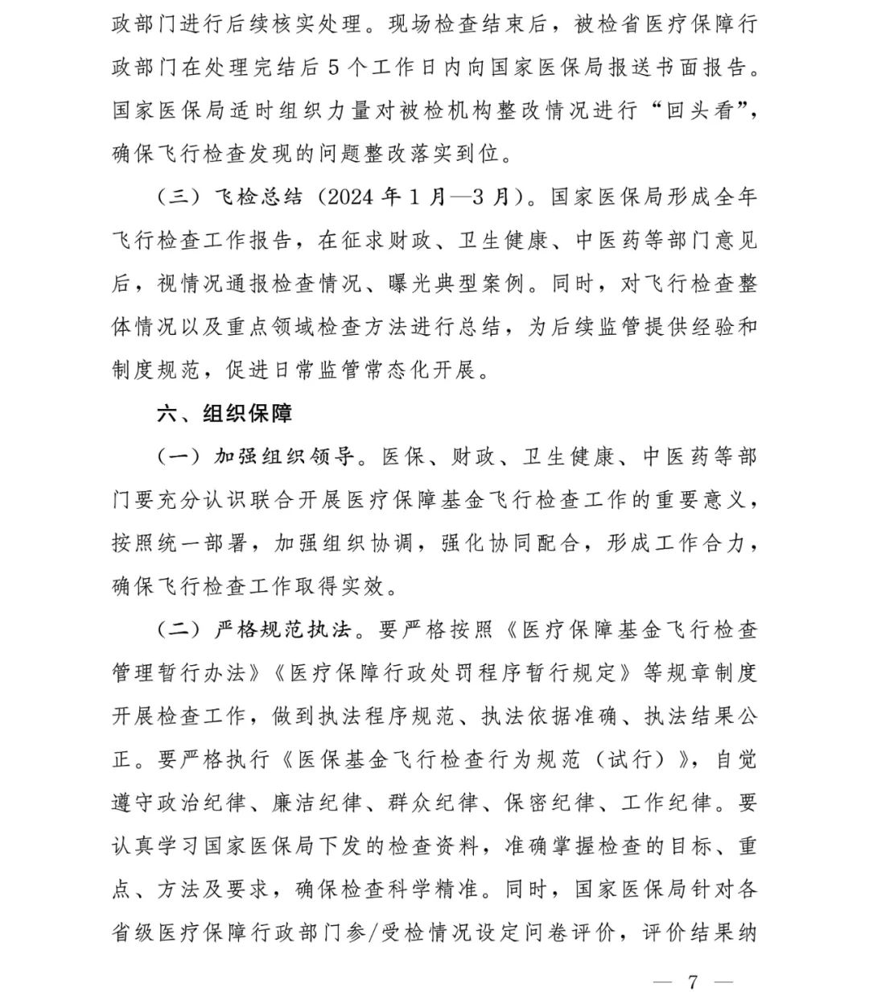 政部门进行后续核实处理。现场检查结束后，被检省医疗保障行
政部门在处理完结后5个工作日内向国家医保局报送书面报告。
国家医保局适时组织力量对被检机构整改情况进行“回头看”，
确保飞行检查发现的问题整改落实到位。
（三）飞检总结（2024年1月—3月）。国家医保局形成全年
飞行检查工作报告，在征求财政、卫生健康、中医药等部门意见
后，视情况通报检查情况、曝光典型案例。同时，对飞行检查整
体情况以及重点领域检查方法进行总结，为后续监管提供经验和
制度规范，促进日常监管常态化开展。
六、组织保障
（一）加强组织领导。医保、财政、卫生健康、中医药等部
门要充分认识联合开展医疗保障基金飞行检查工作的重要意义，
按照统一部署，加强组织协调，强化协同配合，形成工作合力，
确保飞行检查工作取得实效。
（二）严格规范执法。要严格按照《医疗保障基金飞行检查
管理暂行办法》《医疗保障行政处罚程序暂行规定》等规章制度
开展检查工作，做到执法程序规范、执法依据准确、执法结果公
正。要严格执行《医保基金飞行检查行为规范（试行）》，自觉
遵守政治纪律、廉洁纪律、群众纪律、保密纪律、工作纪律。要
认真学习国家医保局下发的检查资料，准确掌握检查的目标、重
点、方法及要求，确保检查科学精准。同时，国家医保局针对各
省级医疗保障行政部门参/受检情况设定问卷评价，评价结果纳
— 7 —